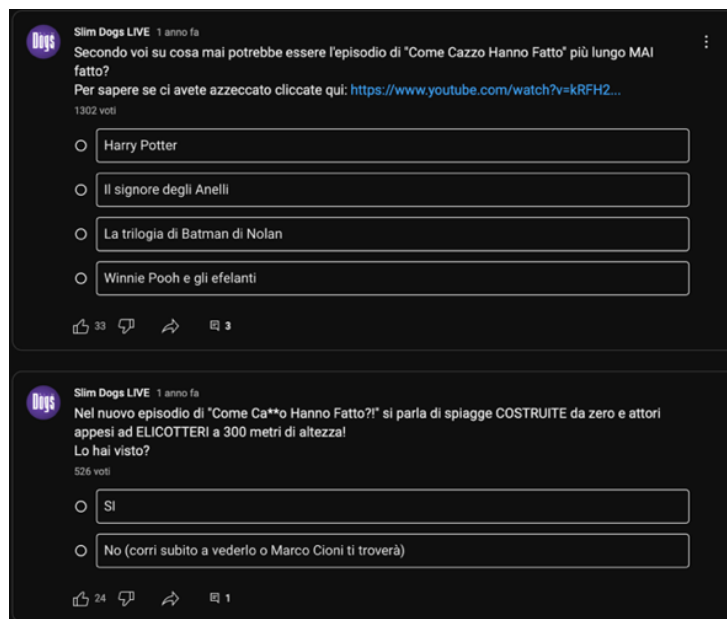 Dogs
Slim Dogs LIVE 1 anno fa
Secondo voi su cosa mai potrebbe essere l'episodio di "Come Cazzo Hanno Fatto" più lungo MAI
fatto?
Per sapere se ci avete azzeccato cliccate qui: https://www.youtube.com/watch?v=kRFH2...
1302 voti
Harry Potter
Il signore degli Anelli
La trilogia di Batman di Nolan
Winnie Pooh e gli efelanti
33
3
Dogs
Slim Dogs LIVE 1 anno fa
Nel nuovo episodio di "Come Ca**o Hanno Fatto?!" si parla di spiagge COSTRUITE da zero e attori
appesi ad ELICOTTERI a 300 metri di altezza!
Lo hai visto?
526 voti
SI
No (corri subito a vederlo o Marco Cioni ti troverà)
24
1